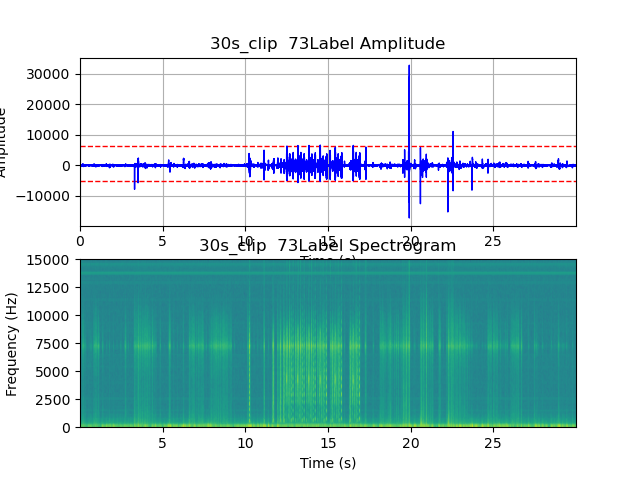 30s_clip  73Label Amplitude
30000
20000
10000
0
−10000
Amplitude
0 5 10 15 20 25
30s_clip  73Label Spectrogram
15000
12500
10000
7500
5000
2500
0
Frequency (Hz)
5 10 15 20 25
Time (s)